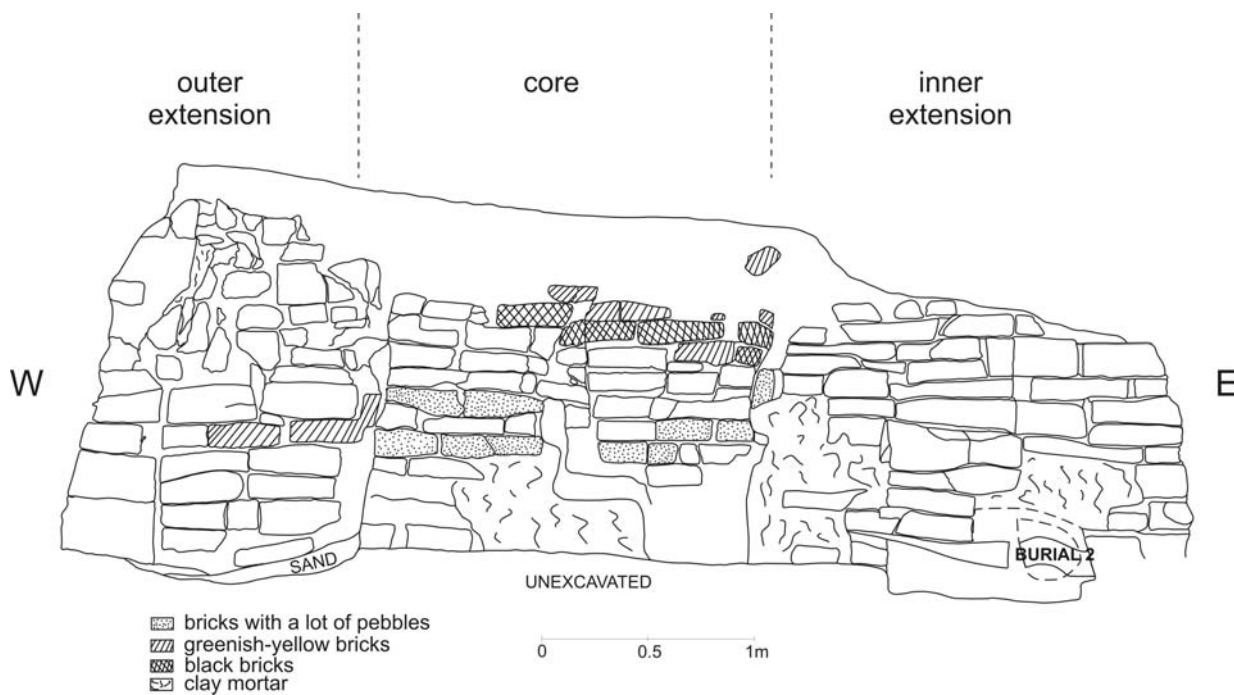 outer
extension
core
inner
extension
W
E
SAND
BURIAL 2
UNEXCAVATED
bricks with a lot of pebbles
greenish-yellow bricks
black bricks
clay mortar
0 0.5 1m